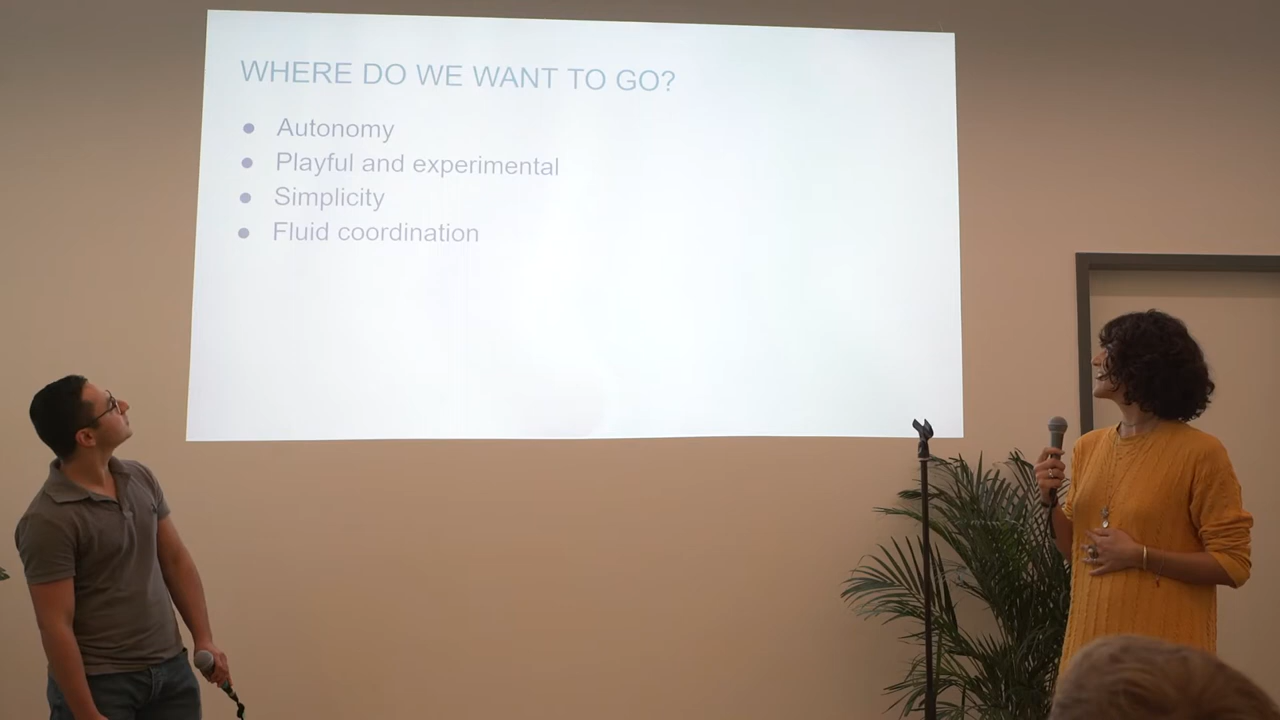 WHERE DO WE WANT TO GO?
● Autonomy
● Playful and experimental
● Simplicity
● Fluid coordination